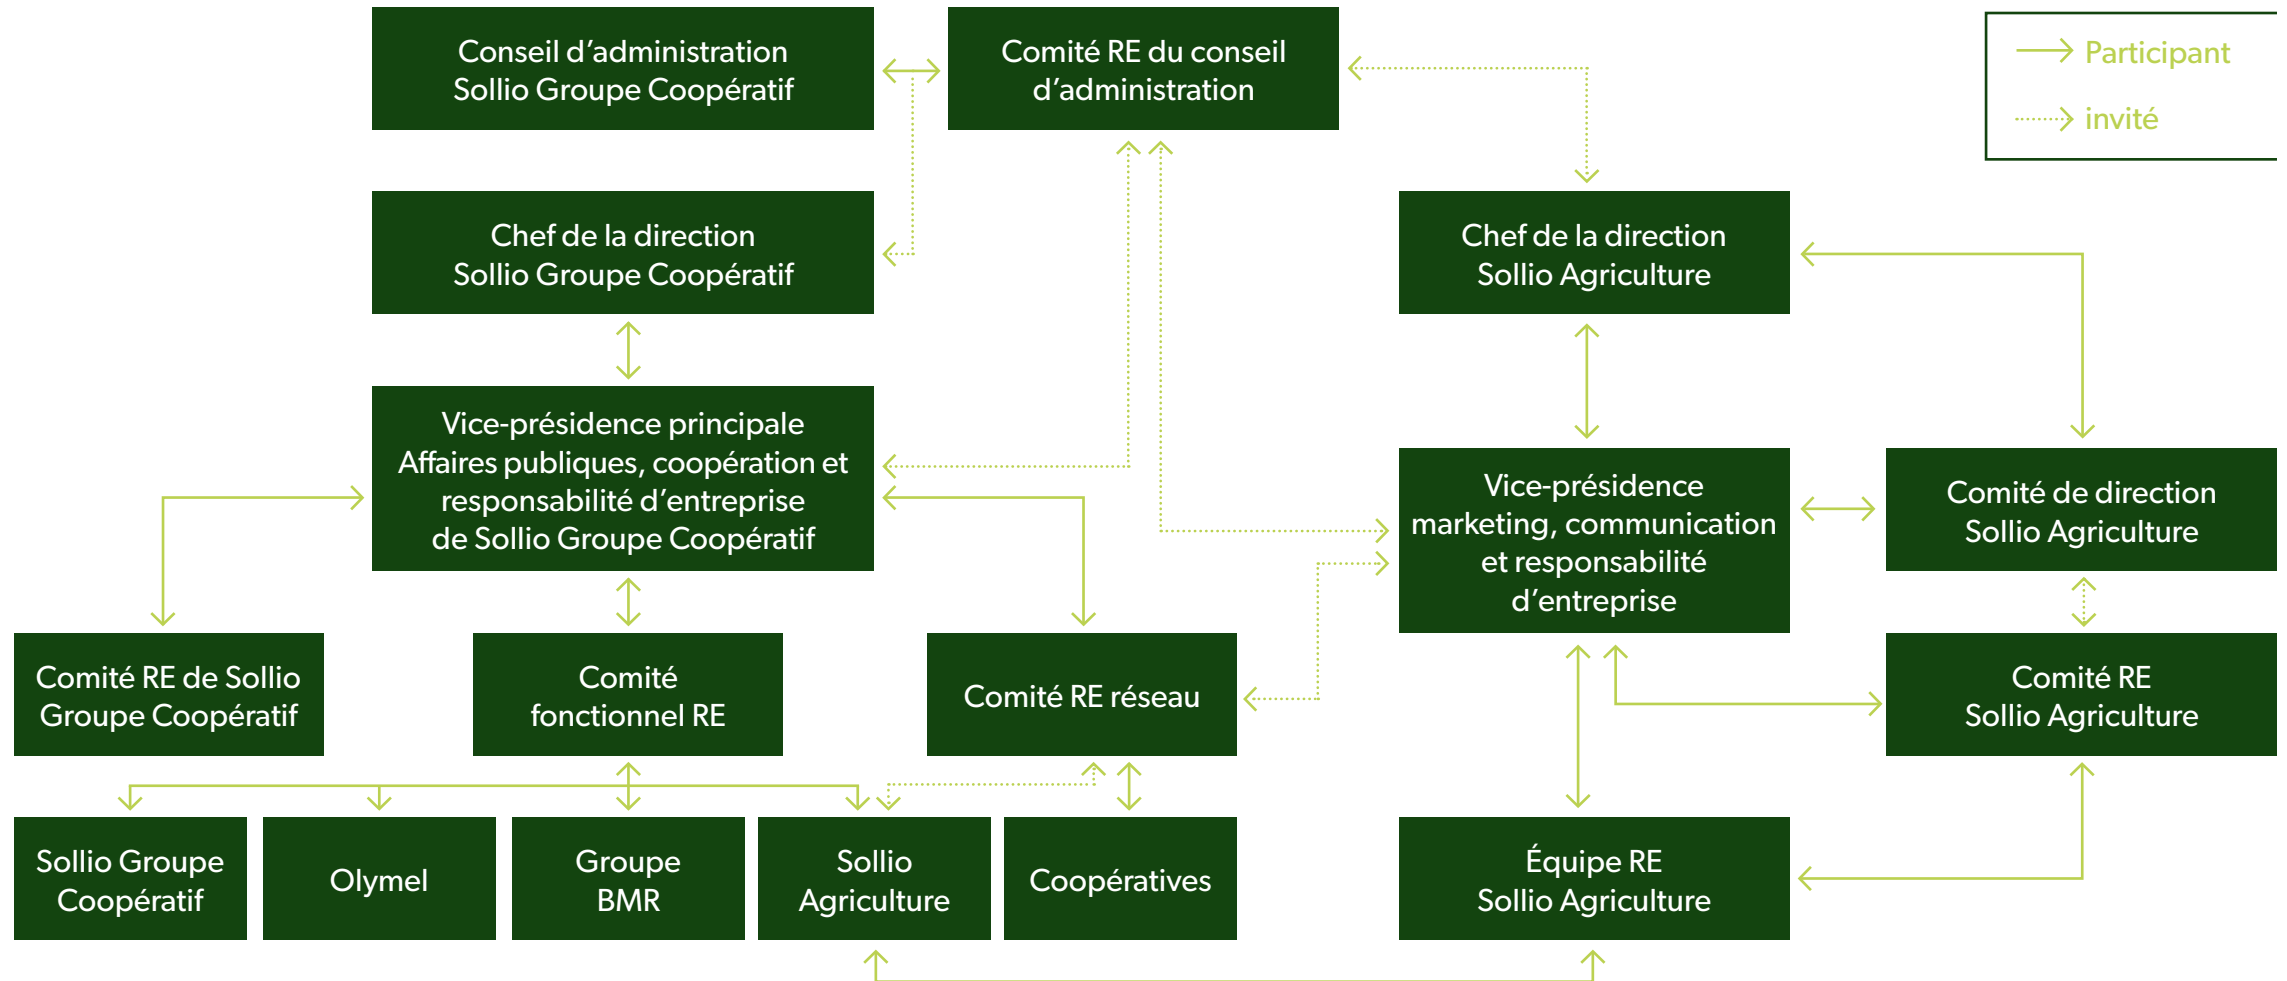 Conseil d’administration
Sollio Groupe Coopératif
Comité RE du conseil
d’administration
Participant
invité
Chef de la direction
Sollio Groupe Coopératif
Chef de la direction
Sollio Agriculture
Vice-présidence principale
Affaires publiques, coopération et
responsabilité d’entreprise
de Sollio Groupe Coopératif
Vice-présidence
marketing, communication
et responsabilité
d’entreprise
Comité de direction
Sollio Agriculture
Comité RE de Sollio
Groupe Coopératif
Comité
fonctionnel RE
Comité RE réseau
Comité RE
Sollio Agriculture
Sollio Groupe
Coopératif
Olymel
Groupe
BMR
Sollio
Agriculture
Coopératives
Équipe RE
Sollio Agriculture